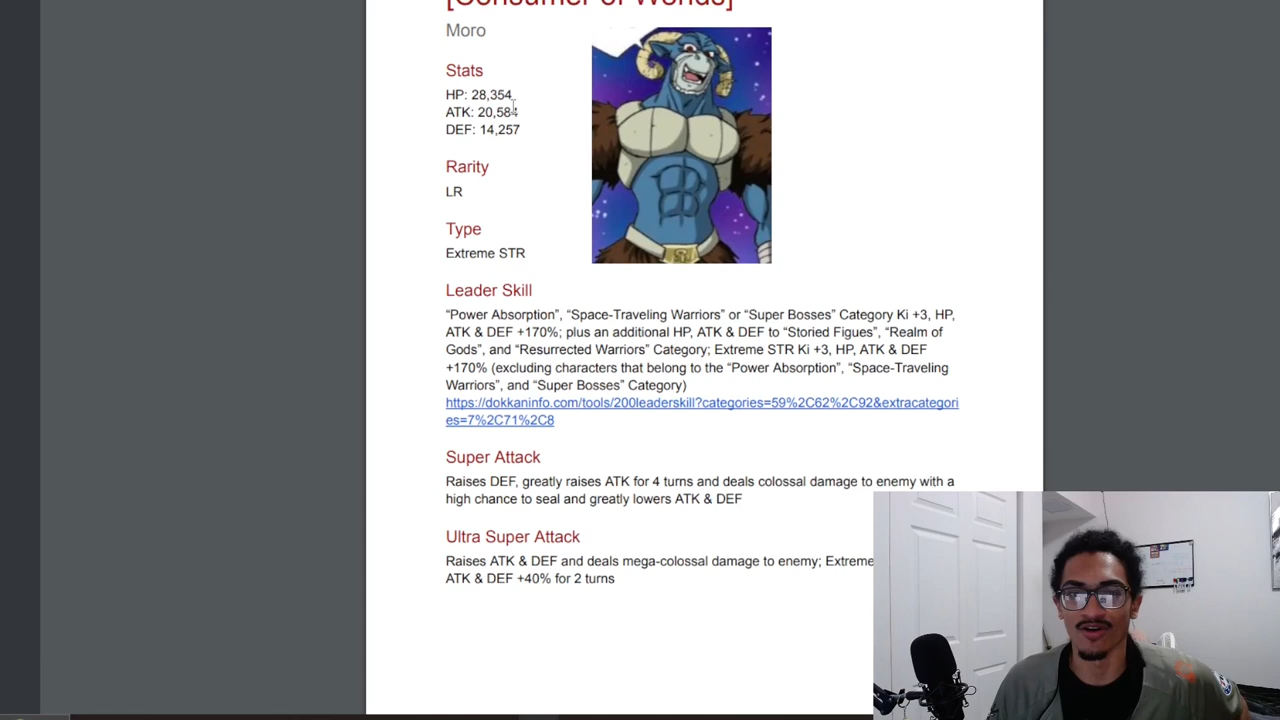 [Consumer of Worlds]
Moro
Stats
HP: 28,354
ATK: 20,584
DEF: 14,257
Rarity
LR
Type
Extreme STR
Leader Skill
“Power Absorption”, “Space-Traveling Warriors” or “Super Bosses” Category Ki +3, HP,
ATK & DEF +170%; plus an additional HP, ATK & DEF to “Storied Figues”, “Realm of
Gods”, and “Resurrected Warriors” Category; Extreme STR Ki +3, HP, ATK & DEF
+170% (excluding characters that belong to the “Power Absorption”, “Space-Traveling
Warriors”, and “Super Bosses” Category)
https://dokkaninfo.com/tools/200leaderskill?categories=59%2C62%2C92&extracategori
es=7%2C71%2C8
Super Attack
Raises DEF, greatly raises ATK for 4 turns and deals colossal damage to enemy with a
high chance to seal and greatly lowers ATK & DEF
Ultra Super Attack
Raises ATK & DEF and deals mega-colossal damage to enemy; Extreme
ATK & DEF +40% for 2 turns